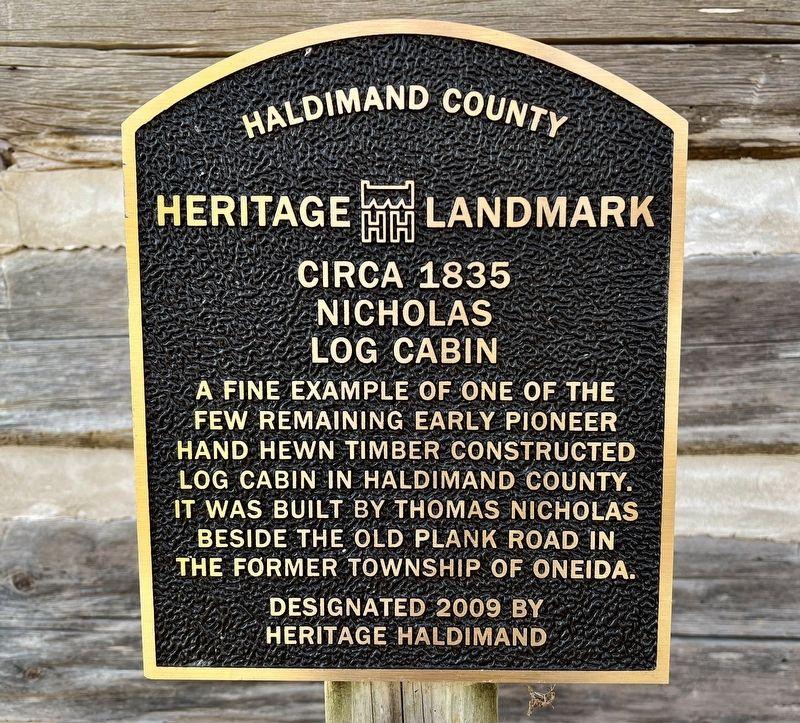 HALDIMAND COUNTY
HERITAGE HH LANDMARK
CIRCA 1835
NICHOLAS
LOG CABIN
A FINE EXAMPLE OF ONE OF THE
FEW REMAINING EARLY PIONEER
HAND HEWN TIMBER CONSTRUCTED
LOG CABIN IN HALDIMAND COUNTY.
IT WAS BUILT BY THOMAS NICHOLAS
BESIDE THE OLD PLANK ROAD IN
THE FORMER TOWNSHIP OF ONEIDA.
DESIGNATED 2009 BY
HERITAGE HALDIMAND